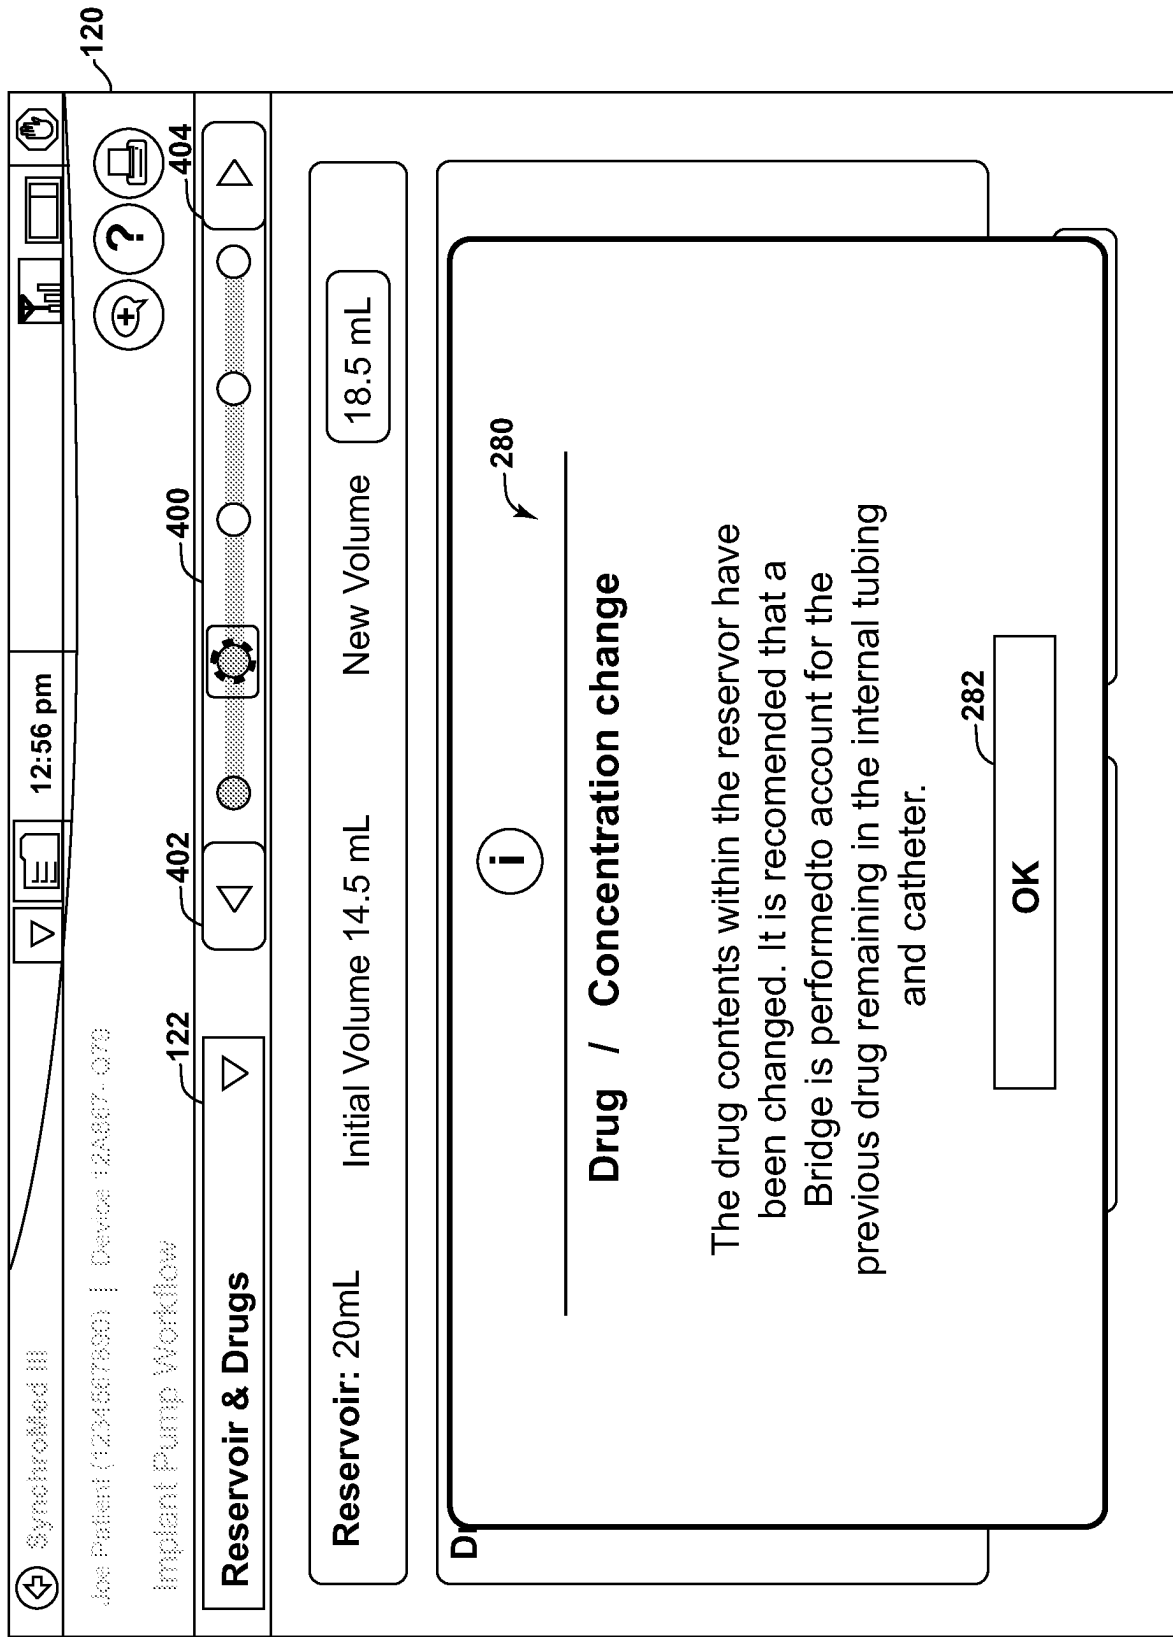 SynchroMed III
12:56 pm
120
Joe Patient (1234567890) | Device 12A887- 078
Implant Pump Workflow
?
122
402
400
404
Reservoir & Drugs
Reservoir: 20mL Initial Volume 14.5 mL New Volume 18.5 mL
Dr
280
i
Drug / Concentration change
The drug contents within the reservor have
been changed. It is recomended that a
Bridge is performedto account for the
previous drug remaining in the internal tubing
and catheter.
282
OK